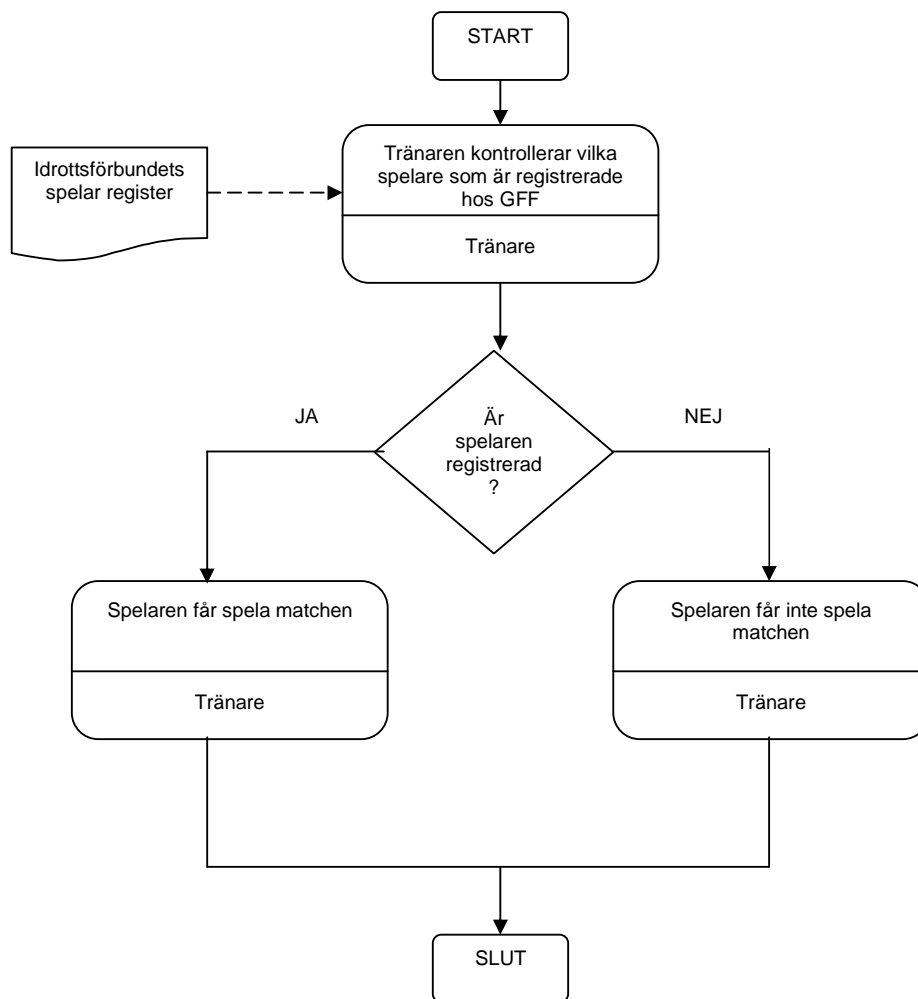 START
Idrottsförbundets
spelar register
Tränaren kontrollerar vilka
spelare som är registrerade
hos GFF
Tränare
JA
Är
spelaren
registrerad
?
NEJ
Spelaren får spela matchen
Tränare
Spelaren får inte spela
matchen
Tränare
SLUT